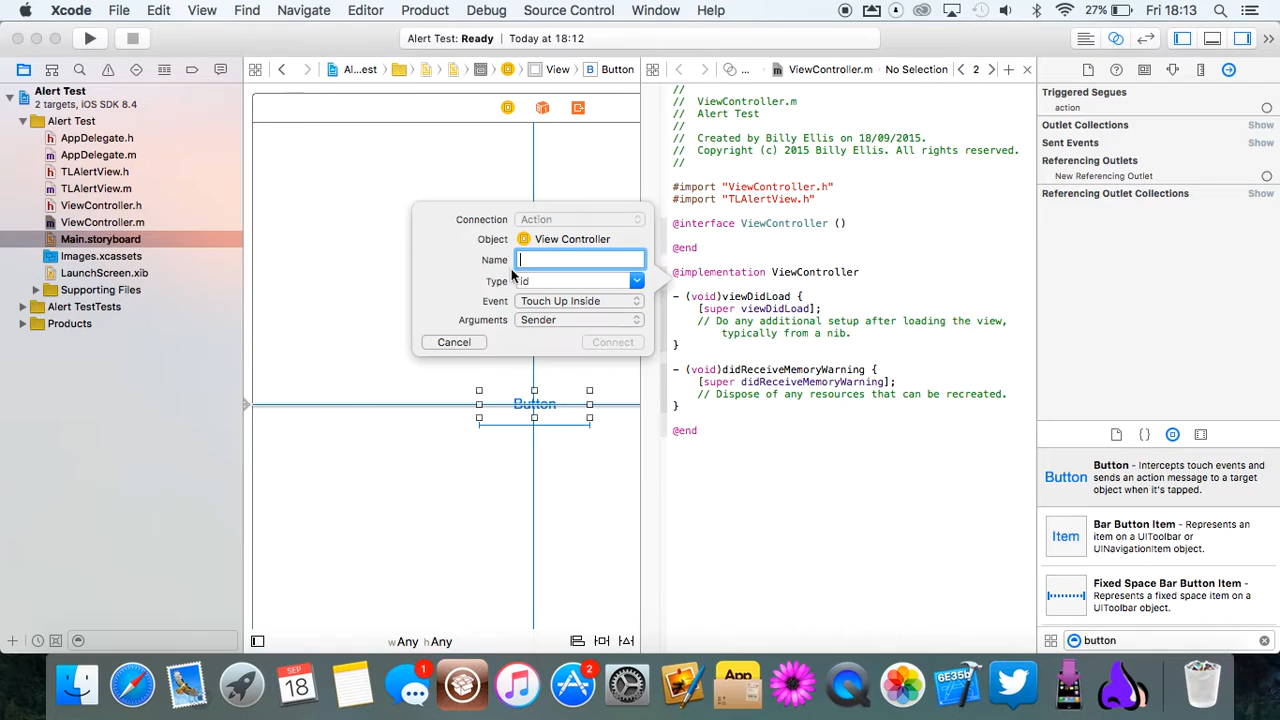 Xcode File Edit View Find Navigate Editor Product Debug Source Control Window Help 27% Fri 18:13
Alert Test: Ready | Today at 18:12
Al...est View B Button
... ViewController.m No Selection 2
Alert Test
2 targets, iOS SDK 8.4
Alert Test
h AppDelegate.h
m AppDelegate.m
h TLAlertView.h
m TLAlertView.m
h ViewController.h
m ViewController.m
Main.storyboard
Images.xcassets
LaunchScreen.xib
Supporting Files
Alert TestTests
Products
Connection Action
Object View Controller
Name
Type id
Event Touch Up Inside
Arguments Sender
Cancel Connect
Button
wAny hAny
//
// ViewController.m
// Alert Test
//
// Created by Billy Ellis on 18/09/2015.
// Copyright (c) 2015 Billy Ellis. All rights reserved.
//
#import "ViewController.h"
#import "TLAlertView.h"
@interface ViewController ()
@end
@implementation ViewController
- (void)viewDidLoad {
[super viewDidLoad];
// Do any additional setup after loading the view,
typically from a nib.
}
- (void)didReceiveMemoryWarning {
[super didReceiveMemoryWarning];
// Dispose of any resources that can be recreated.
}
@end
Triggered Segues
action
Outlet Collections Show
Sent Events Show
Referencing Outlets
New Referencing Outlet
Referencing Outlet Collections Show
{}
Button
Button - Intercepts touch events and
sends an action message to a target
object when it's tapped.
Item
Bar Button Item - Represents an
item on a UIToolbar or
UINavigationItem object.
Fixed Space Bar Button Item -
Represents a fixed space item on a
UIToolbar object.
button
SEP
18
1
2
App
6E35b